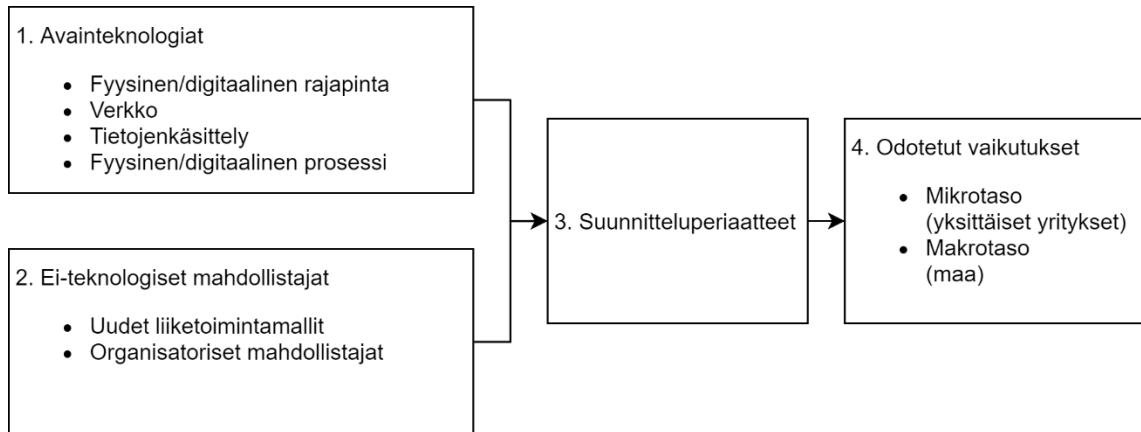 1. Avainteknologiat
• Fyysinen/digitaalinen rajapinta
• Verkko
• Tietojenkäsittely
• Fyysinen/digitaalinen prosessi
2. Ei-teknologiset mahdollistajat
• Uudet liiketoimintamallit
• Organisatoriset mahdollistajat
3. Suunnitteluperiaatteet
4. Odotetut vaikutukset
• Mikrotaso
(yksittäiset yritykset)
• Makrotaso
(maa)